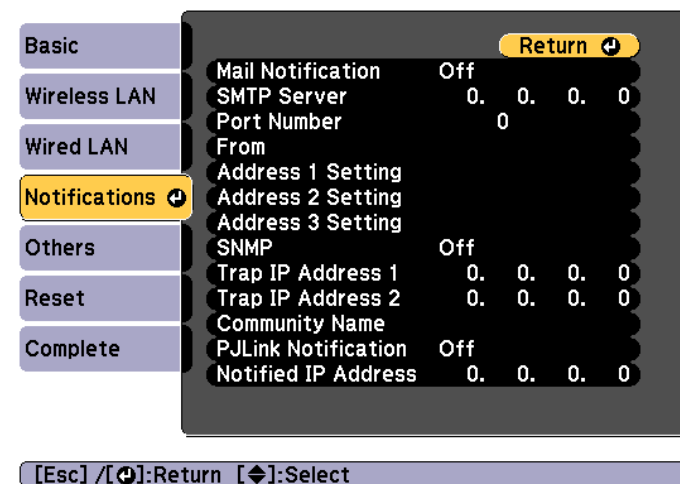 Basic
Wireless LAN
Wired LAN
Notifications
Others
Reset
Complete
Return
Mail Notification Off
SMTP Server 0. 0. 0. 0
Port Number 0
From
Address 1 Setting
Address 2 Setting
Address 3 Setting
SNMP Off
Trap IP Address 1 0. 0. 0. 0
Trap IP Address 2 0. 0. 0. 0
Community Name
PJLink Notification Off
Notified IP Address 0. 0. 0. 0
[Esc] /[⏎]:Return [◆]:Select